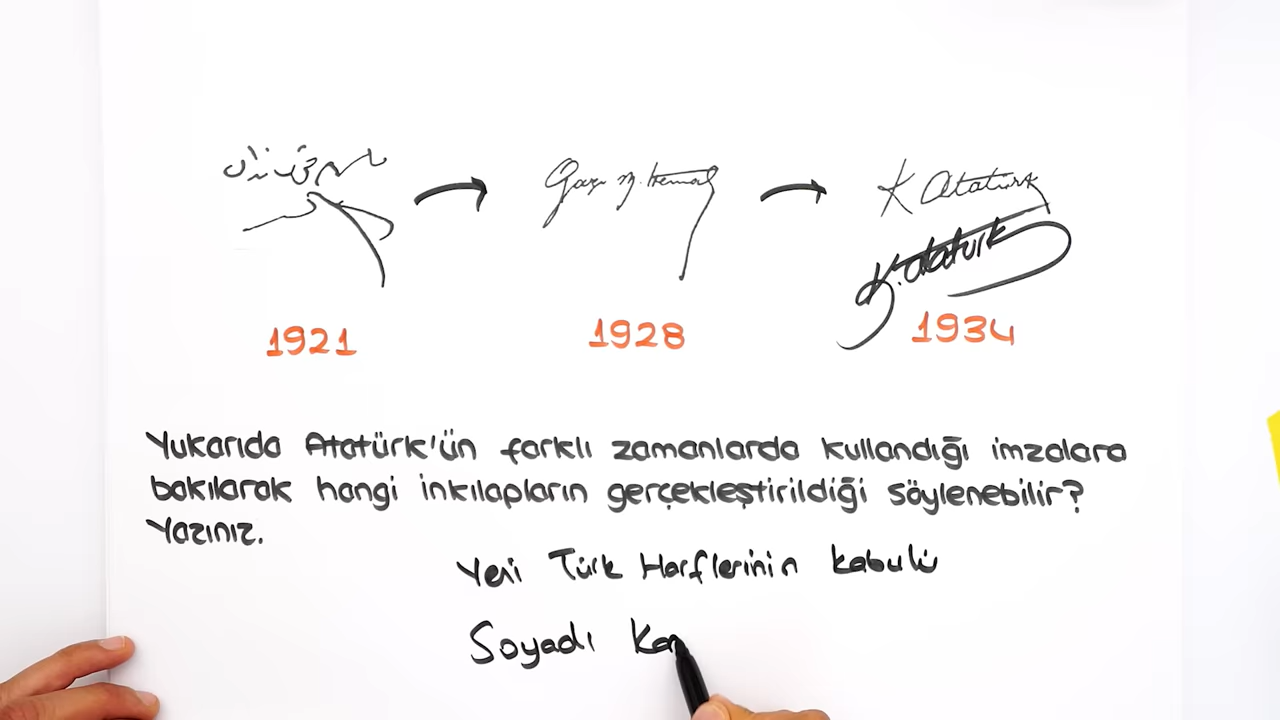 Gazi M. Kemal
K Atatürk
K. Atatürk
1921
1928
1934
Yukarıda Atatürk'ün farklı zamanlarda kullandığı imzalara
bakılarak hangi inkılapların gerçekleştirildiği söylenebilir?
Yazınız.
Yeni Türk Harflerinin Kabulü
Soyadı Kan